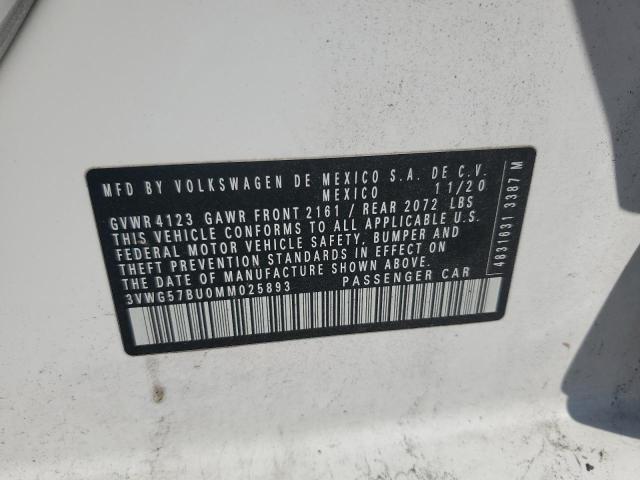 MFD BY VOLKSWAGEN DE MEXICO S.A. DE C.V.
MEXICO 11/20
GVWR 4123 GAWR FRONT 2161 / REAR 2072 LBS
THIS VEHICLE CONFORMS TO ALL APPLICABLE U.S.
FEDERAL MOTOR VEHICLE SAFETY, BUMPER AND
THEFT PREVENTION STANDARDS IN EFFECT ON
THE DATE OF MANUFACTURE SHOWN ABOVE.
3VWG57BU0MM025893 PASSENGER CAR
4831931 3387 M